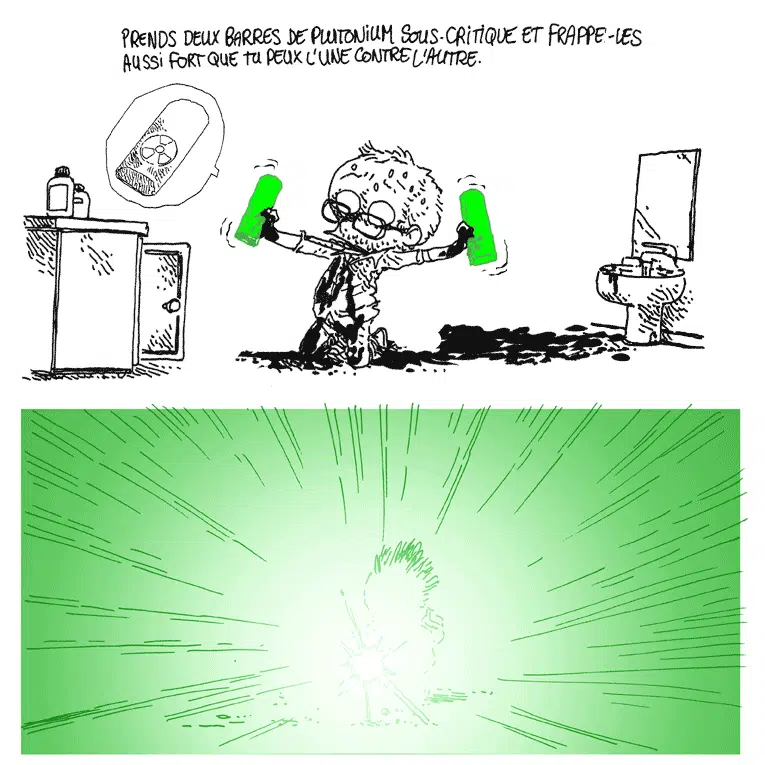 PRENDS DEUX BARRES DE PLUTONIUM SOUS-CRITIQUE ET FRAPPE-LES
AUSSI FORT QUE TU PEUX L'UNE CONTRE L'AUTRE.